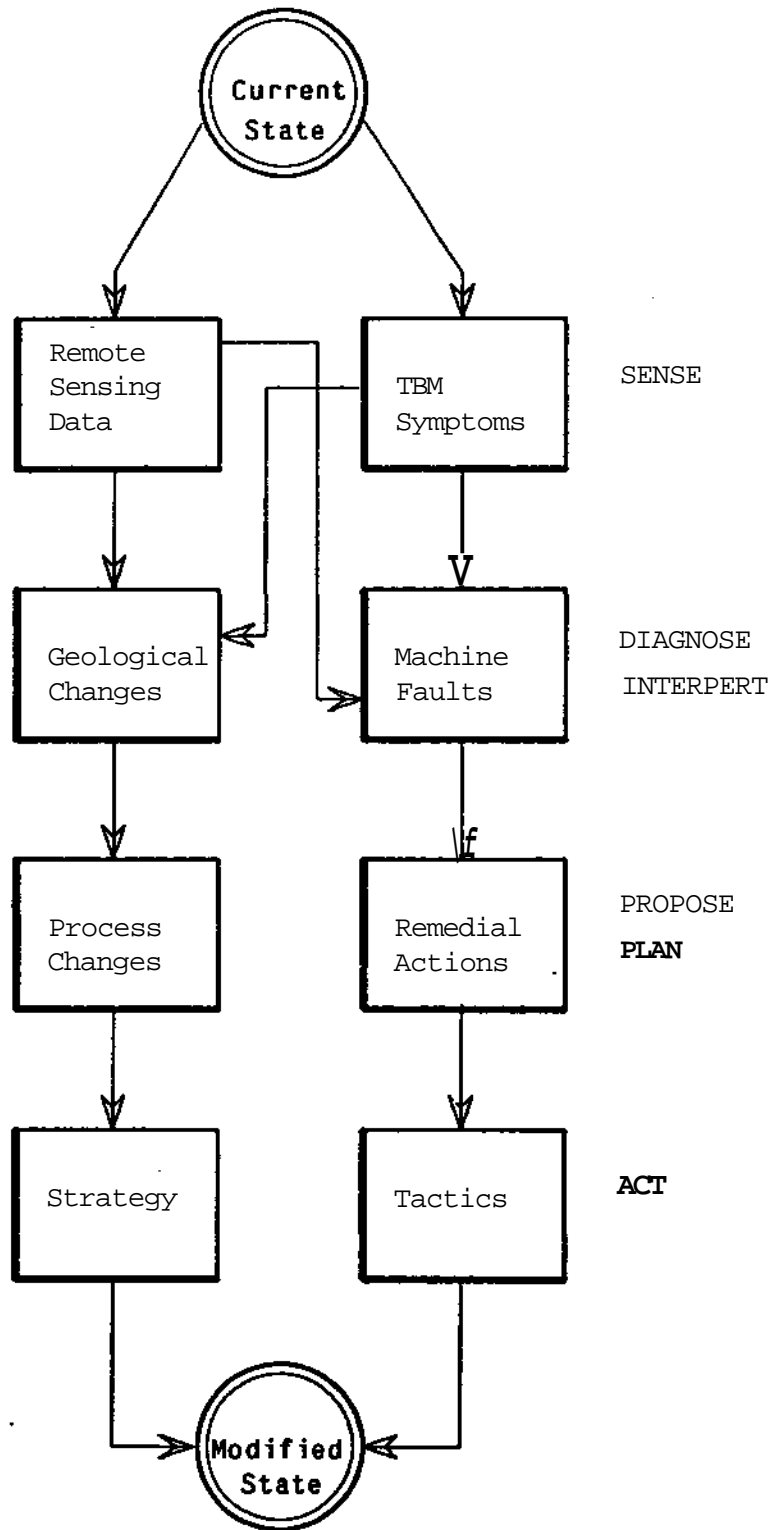 Current
State
Remote
Sensing
Data
TBM
Symptoms
SENSE
Geological
Changes
Machine
Faults
DIAGNOSE
INTERPERT
Process
Changes
Remedial
Actions
PROPOSE
PLAN
Strategy
Tactics
ACT
Modified
State